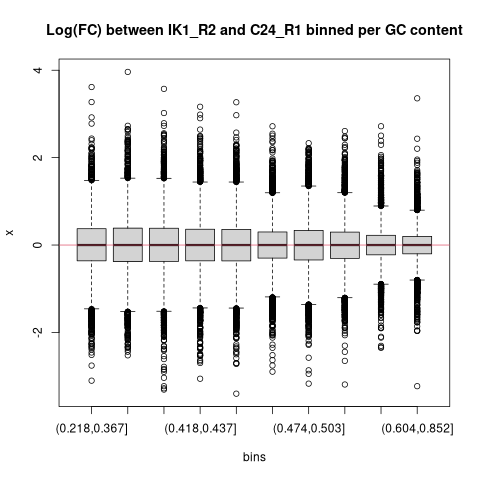 Log(FC) between IK1_R2 and C24_R1 binned per GC content
4
2
0
-2
x
(0.218,0.367]
(0.418,0.437]
(0.474,0.503]
(0.604,0.852]
bins